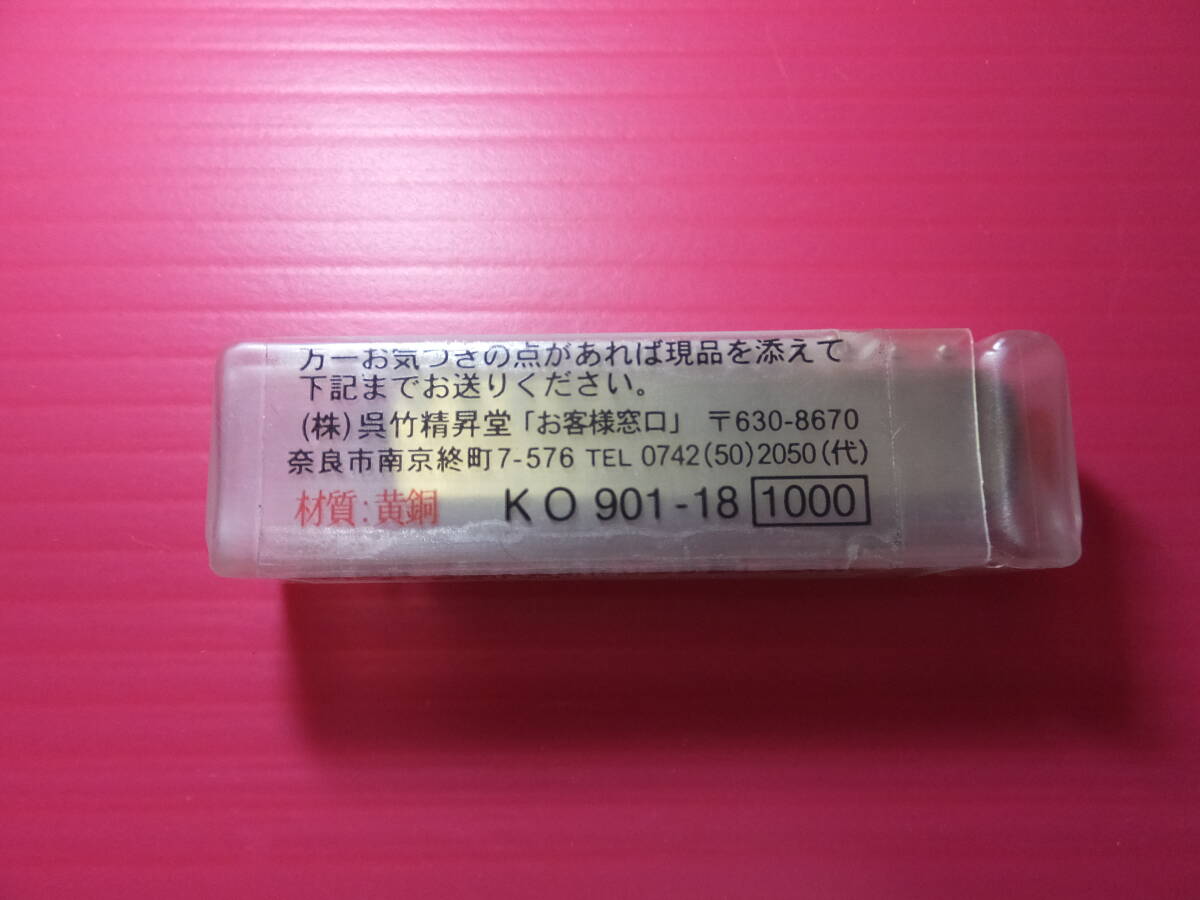 万一お気づきの点があれば現品を添えて
下記までお送りください。
(株)呉竹精昇堂「お客様窓口」 〒630-8670
奈良市南京終町7-576 TEL 0742(50)2050(代)
材質:黄銅 KO 901-18 1000